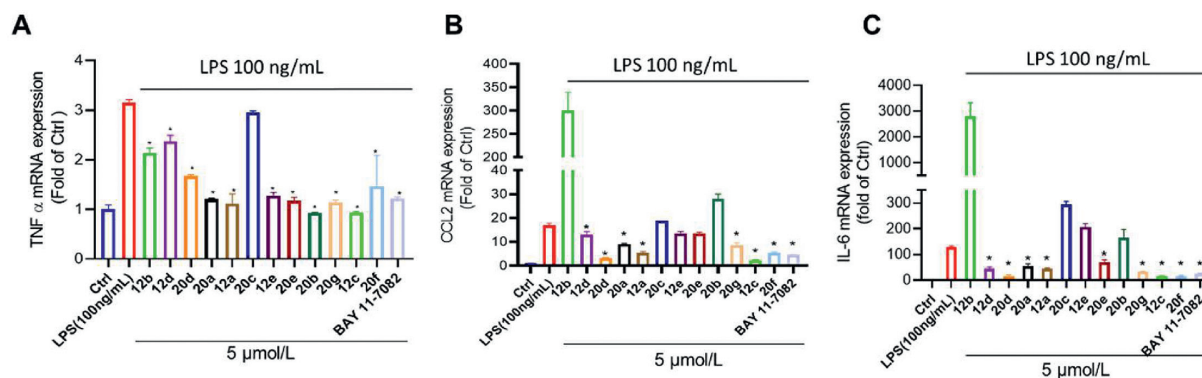 A
LPS 100 ng/mL
TNF α mRNA experssion
(Fold of Ctrl )
4
3
2
1
0
* * * * * * * * * * * *
Ctrl
LPS(100ng/mL)
12b
12d
20d
20a
12a
20c
12e
20e
20b
20g
12c
20f
BAY 11-7082
5 µmol/L
B
LPS 100 ng/mL
CCL2 mRNA expression
(Fold of Ctrl)
400
350
300
250
200
150
100
50
30
20
10
0
* * * * * * * *
Ctrl
LPS(100ng/mL)
12b
12d
20d
20a
12a
20c
12e
20e
20b
20g
12c
20f
BAY 11-7082
5 µmol/L
C
LPS 100 ng/mL
IL-6 mRNA expression
(fold of Ctrl)
4000
3000
2000
1000
400
300
200
100
0
* * * * * * * * *
Ctrl
LPS(100ng/mL)
12b
12d
20d
20a
12a
20c
12e
20e
20b
20g
12c
20f
BAY 11-7082
5 µmol/L